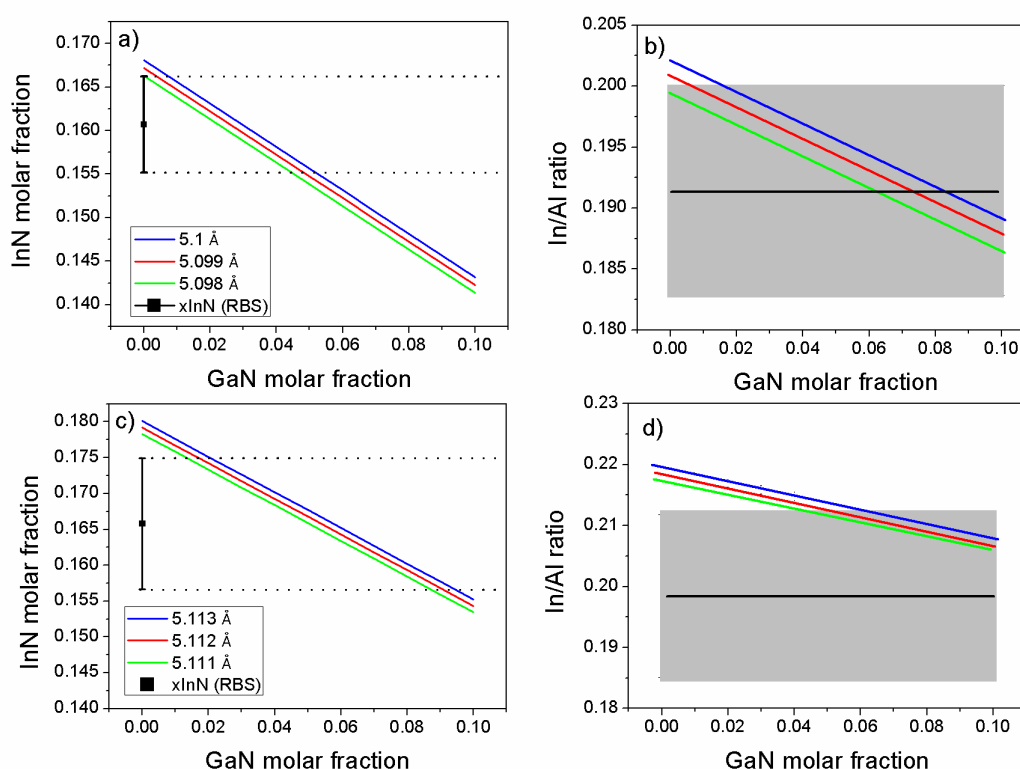 a)
InN molar fraction
0.170
0.165
0.160
0.155
0.150
0.145
0.140
5.1 Å
5.099 Å
5.098 Å
xInN (RBS)
0.00 0.02 0.04 0.06 0.08 0.10
GaN molar fraction
b)
In/Al ratio
0.205
0.200
0.195
0.190
0.185
0.180
0.00 0.02 0.04 0.06 0.08 0.10
GaN molar fraction
c)
InN molar fraction
0.180
0.175
0.170
0.165
0.160
0.155
0.150
0.145
0.140
5.113 Å
5.112 Å
5.111 Å
xInN (RBS)
0.00 0.02 0.04 0.06 0.08 0.10
GaN molar fraction
d)
In/Al ratio
0.23
0.22
0.21
0.20
0.19
0.18
0.00 0.02 0.04 0.06 0.08 0.10
GaN molar fraction